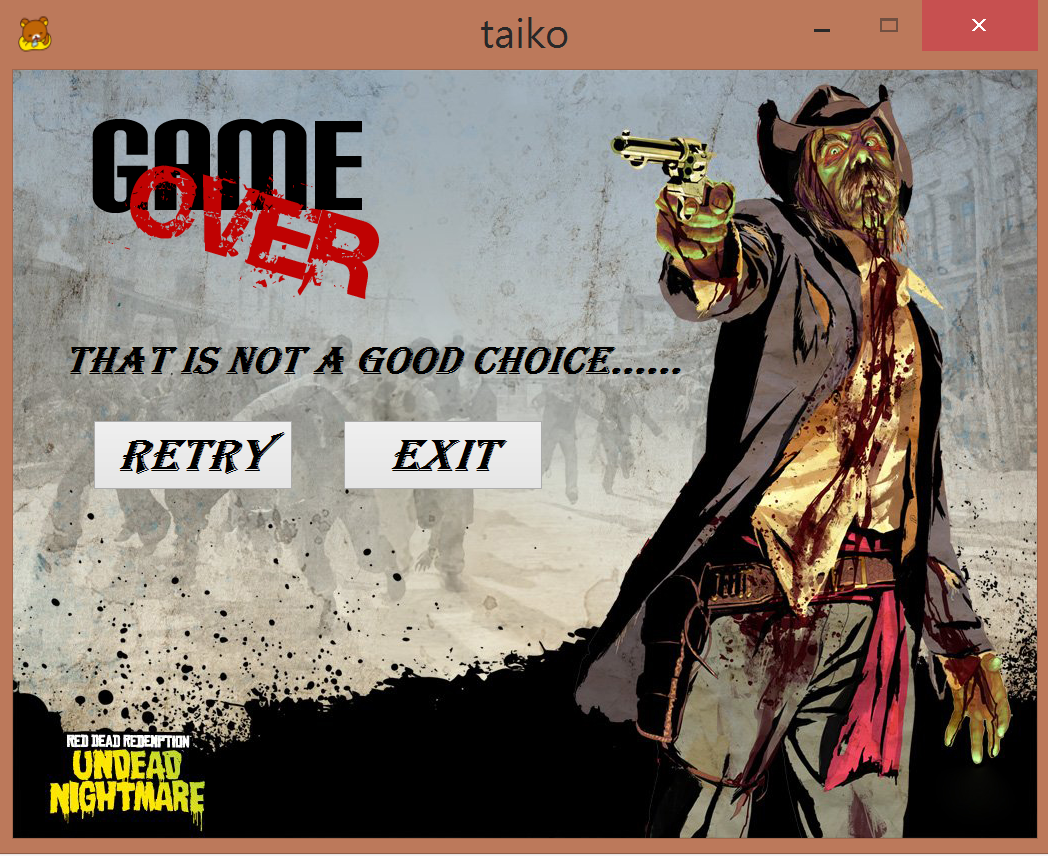 taiko
GAME
OVER
THAT IS NOT A GOOD CHOICE......
RETRY
EXIT
RED DEAD REDEMPTION
UNDEAD
NIGHTMARE